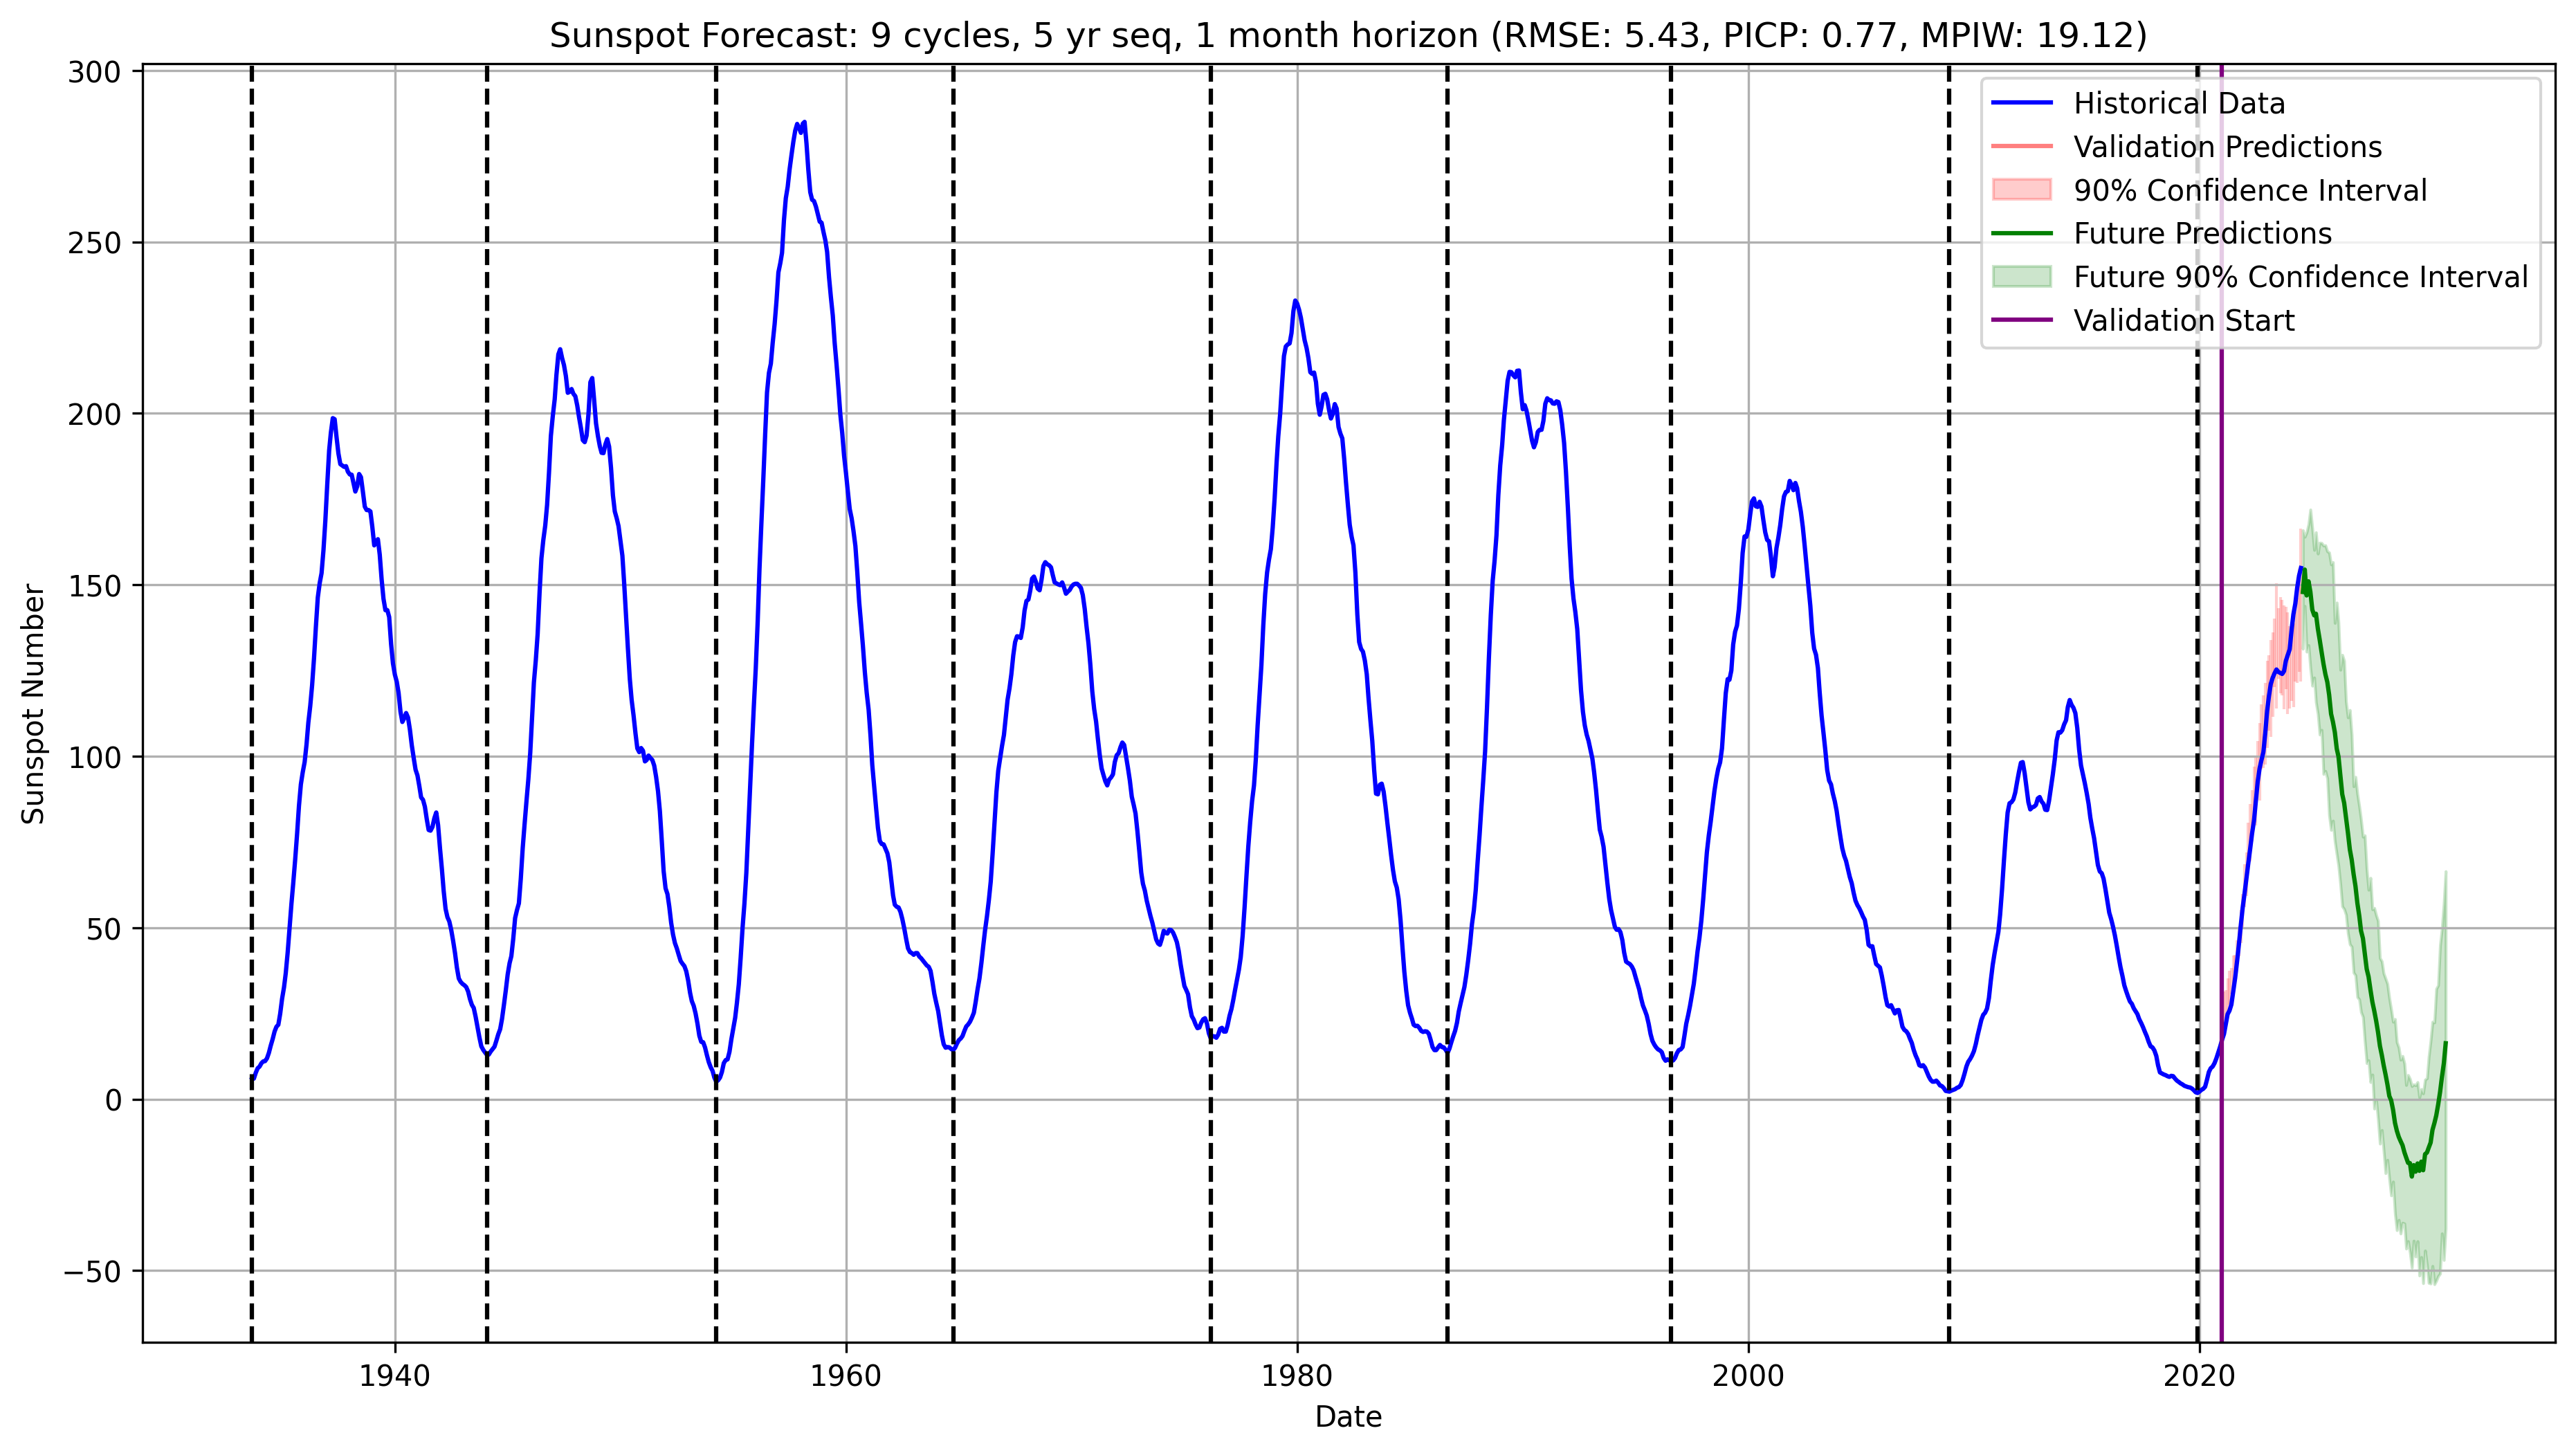 Sunspot Forecast: 9 cycles, 5 yr seq, 1 month horizon (RMSE: 5.43, PICP: 0.77, MPIW: 19.12)
300
250
200
150
100
50
0
−50
Sunspot Number
Historical Data
Validation Predictions
90% Confidence Interval
Future Predictions
Future 90% Confidence Interval
Validation Start
1940
1960
1980
2000
2020
Date